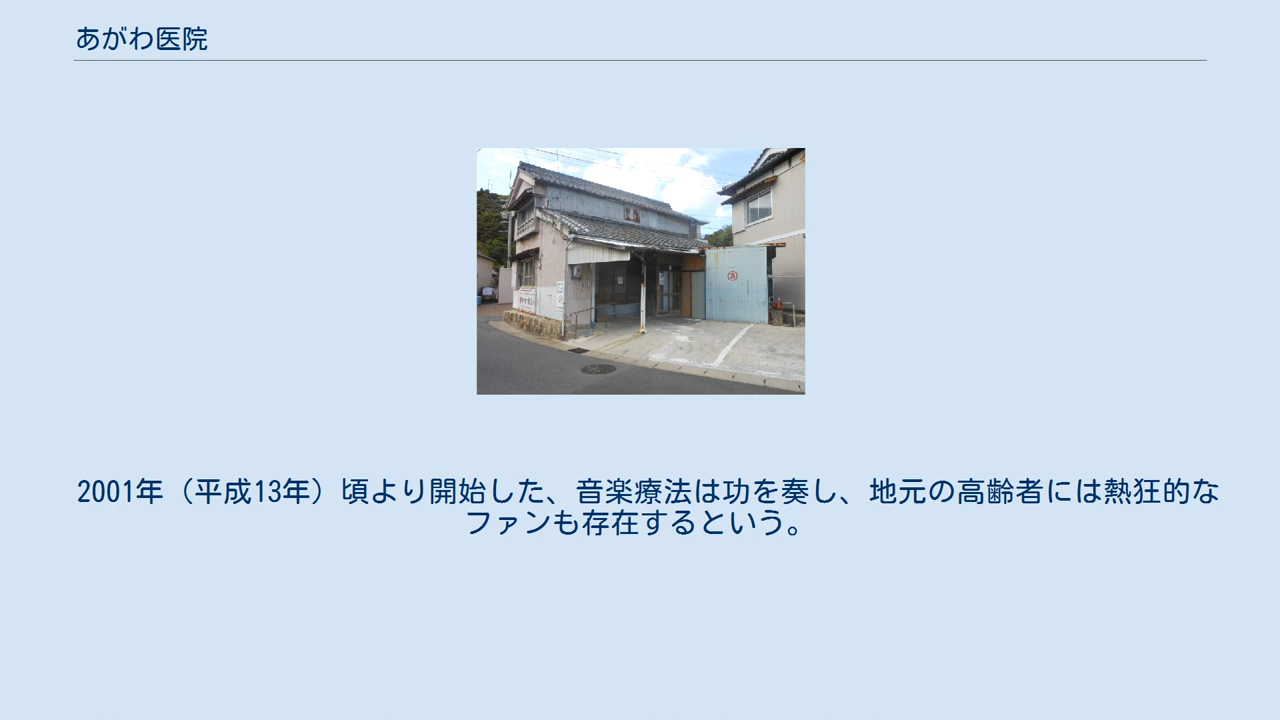 あがわ医院
2001年（平成13年）頃より開始した、音楽療法は功を奏し、地元の高齢者には熱狂的な
ファンも存在するという。